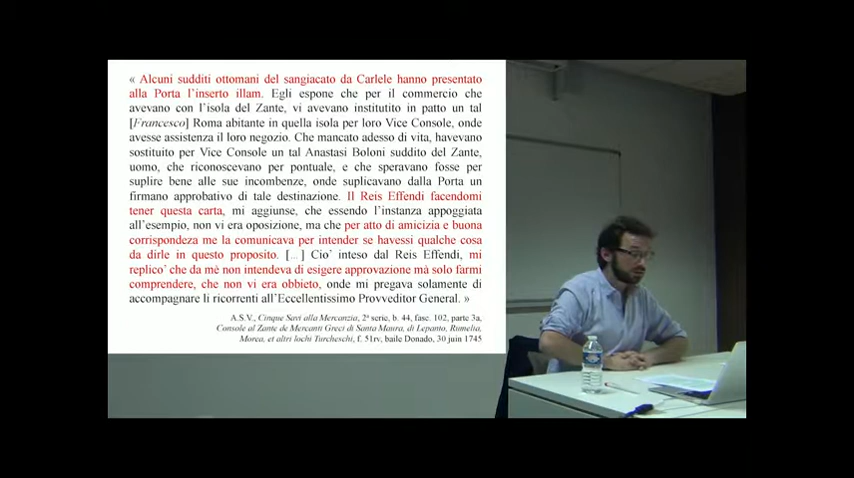 « Alcuni sudditi ottomani del sangiacato da Carlele hanno presentato
alla Porta l'inserto illam. Egli espone che per il commercio che
avevano con l'isola del Zante, vi avevano instituito in patto un tal
[Francesco] Roma abitante in quella isola per loro Vice Console, onde
avesse assistenza il loro negozio. Che mancato adesso di vita, havevano
sostituito per Vice Console un tal Anastasi Boloni suddito del Zante,
uomo, che riconoscevano per pontuale, e che speravano fosse per
suplire bene alle sue incombenze, onde suplicavano dalla Porta un
firmano approbativo di tale destinazione. Il Reis Effendi facendomi
tener questa carta, mi aggiunse, che essendo l'instanza appoggiata
all'esempio, non vi era oposizione, ma che per atto di amicizia e buona
corrispondeza me la comunicava per intender se havessi qualche cosa
da dirle in questo proposito. [...] Cio' inteso dal Reis Effendi, mi
replico' che da mè non intendeva di esigere approvazione mà solo farmi
comprendere, che non vi era obbieto, onde mi pregava solamente di
accompagnare li ricorrenti all'Eccellentissimo Provveditor General. »
A.S.V., Cinque Savi alla Mercanzia, 2ª serie, b. 44, fasc. 102, parte 3a,
Console al Zante de Mercanti Greci di Santa Maura, di Lepanto, Rumelia,
Morea, et altri lochi Turcheschi, f. 51rv, baile Donado, 30 juin 1745